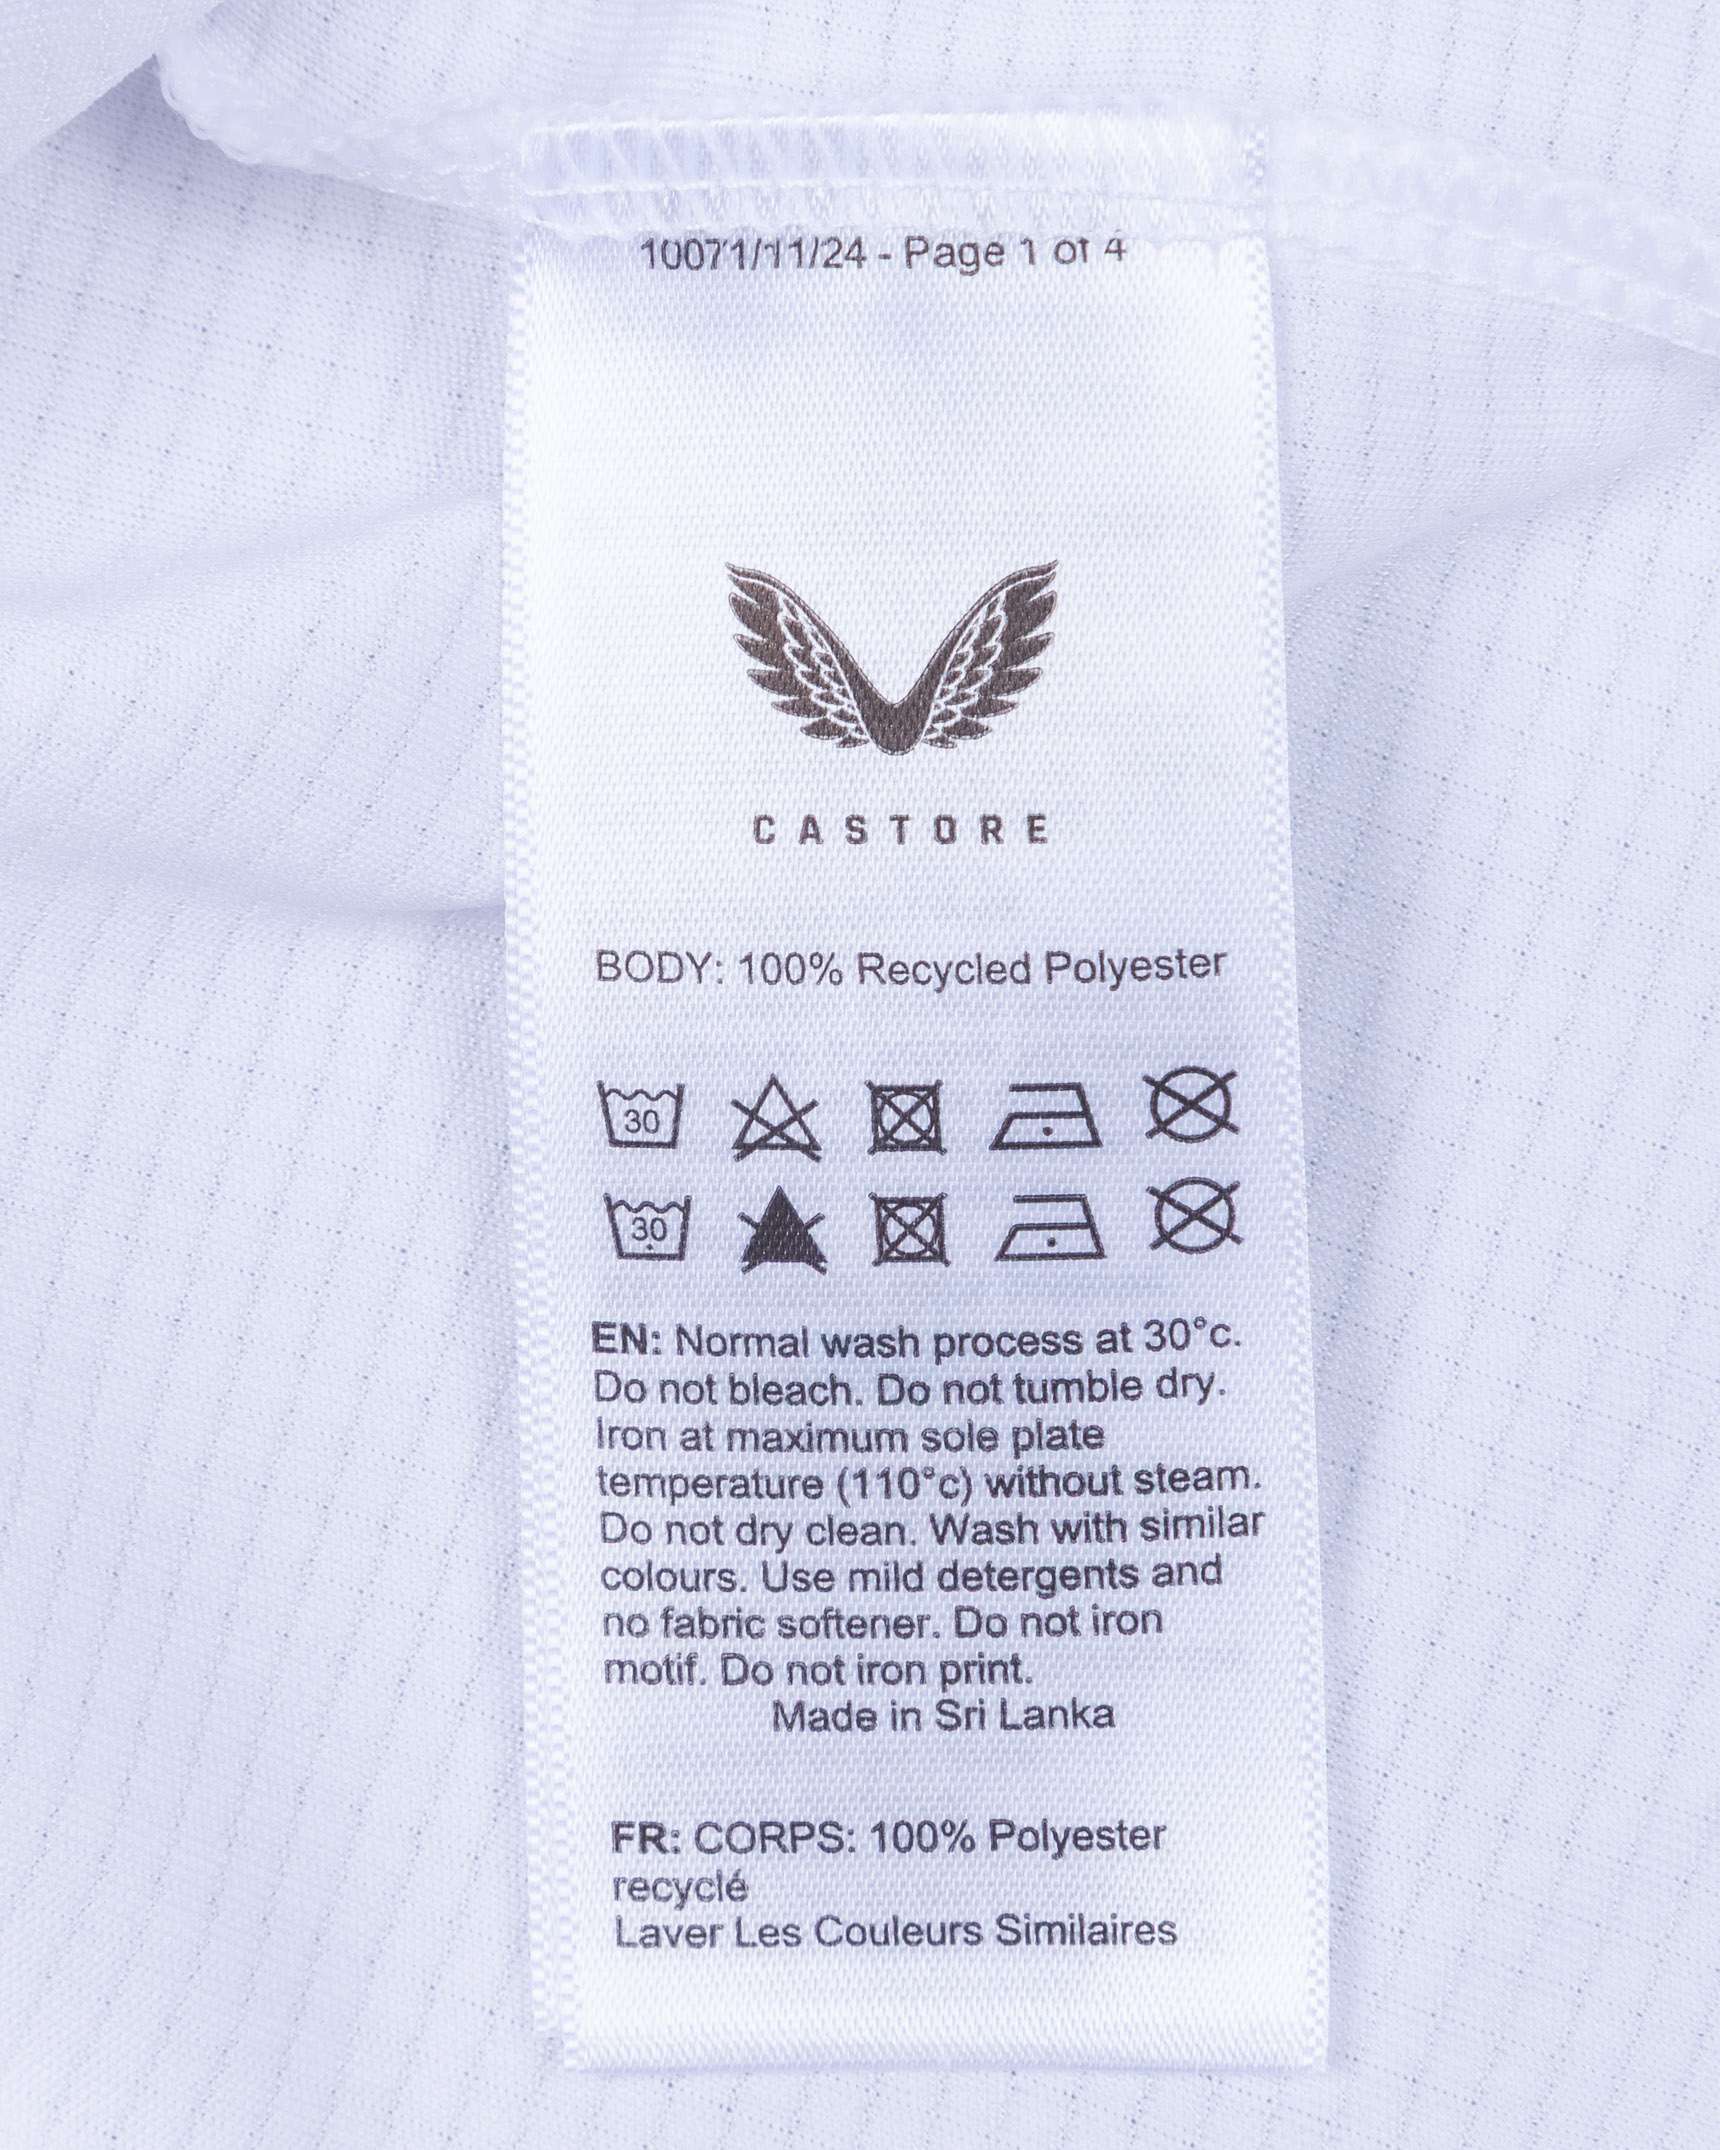 10071/11/24 - Page 1 of 4
CASTORE
BODY: 100% Recycled Polyester
30
30
EN: Normal wash process at 30°c.
Do not bleach. Do not tumble dry.
Iron at maximum sole plate
temperature (110°c) without steam.
Do not dry clean. Wash with similar
colours. Use mild detergents and
no fabric softener. Do not iron
motif. Do not iron print.
Made in Sri Lanka
FR: CORPS: 100% Polyester
recyclé
Laver Les Couleurs Similaires